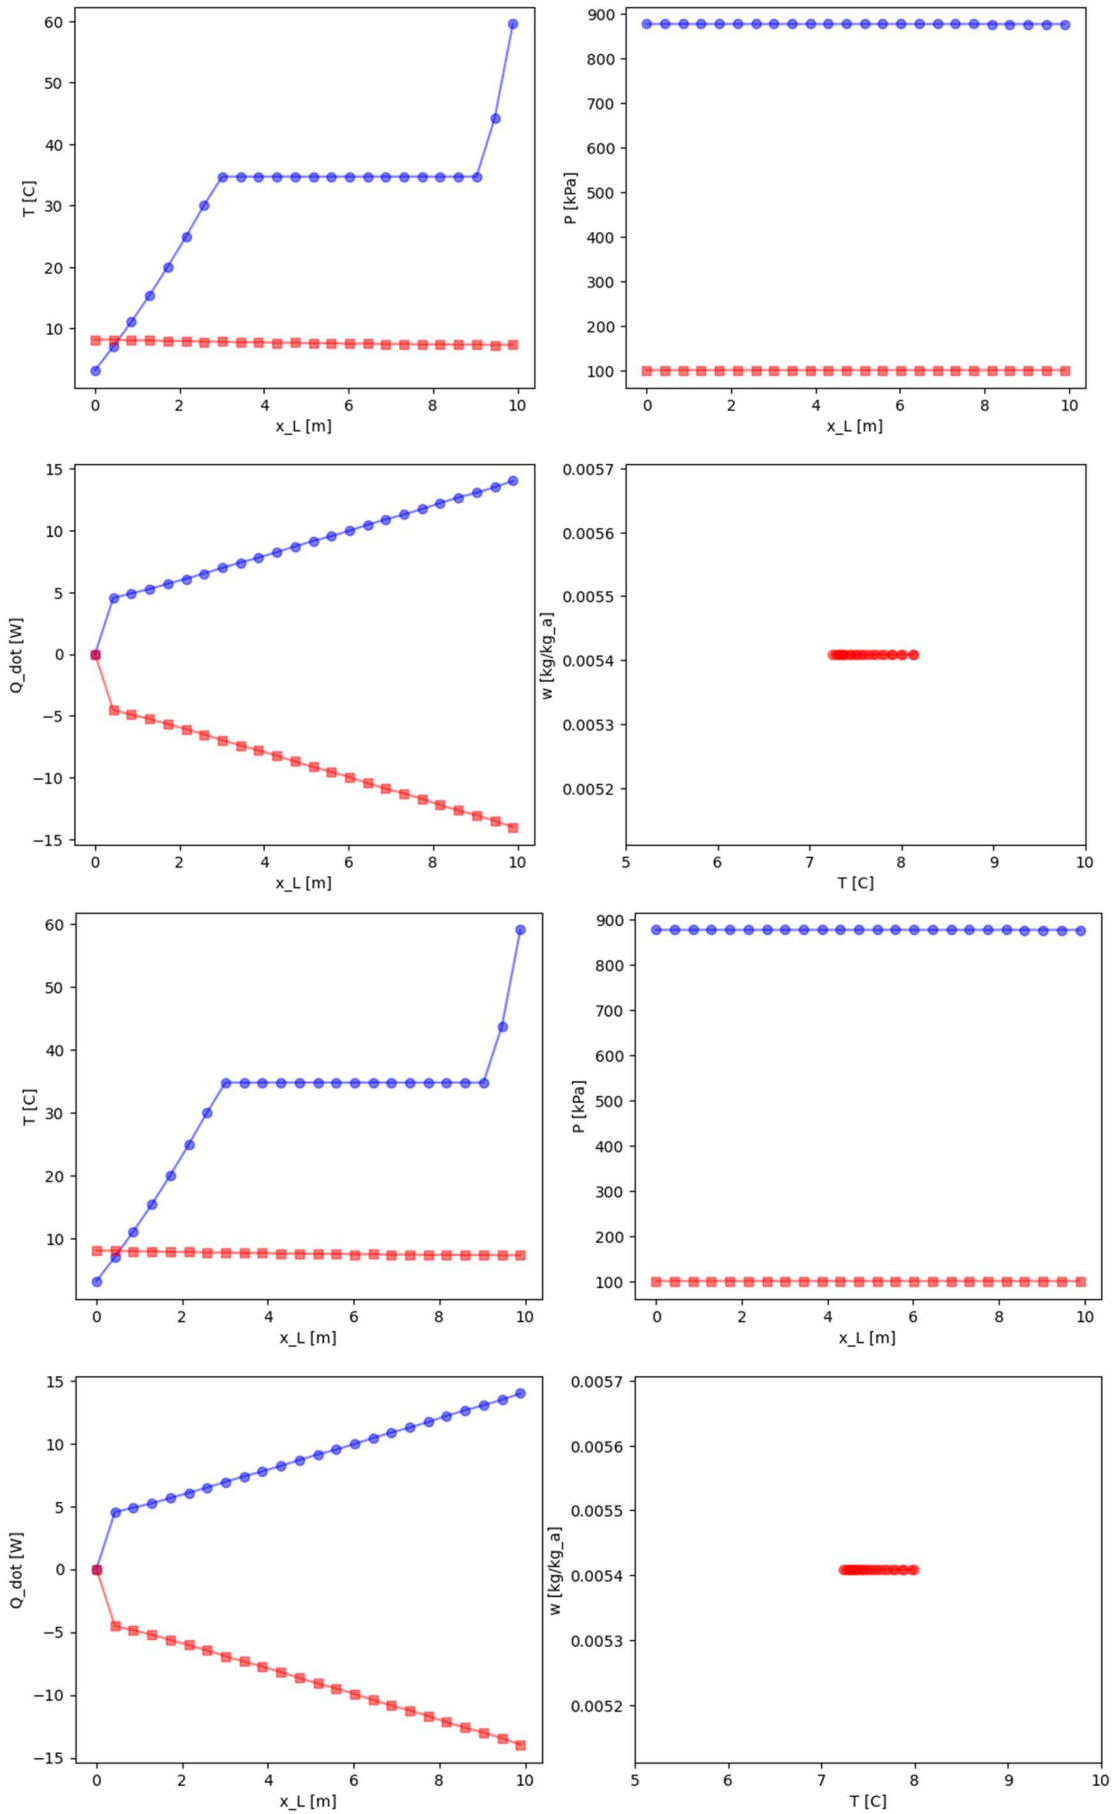 60
50
40
30
20
10
T [C]
0 2 4 6 8 10
x_L [m]
900
800
700
600
500
400
300
200
100
P [kPa]
0 2 4 6 8 10
x_L [m]
15
10
5
0
−5
−10
−15
Q_dot [W]
0 2 4 6 8 10
x_L [m]
0.0057
0.0056
0.0055
0.0054
0.0053
0.0052
w [kg/kg_a]
5 6 7 8 9 10
T [C]
60
50
40
30
20
10
T [C]
0 2 4 6 8 10
x_L [m]
900
800
700
600
500
400
300
200
100
P [kPa]
0 2 4 6 8 10
x_L [m]
15
10
5
0
−5
−10
−15
Q_dot [W]
0 2 4 6 8 10
x_L [m]
0.0057
0.0056
0.0055
0.0054
0.0053
0.0052
w [kg/kg_a]
5 6 7 8 9 10
T [C]